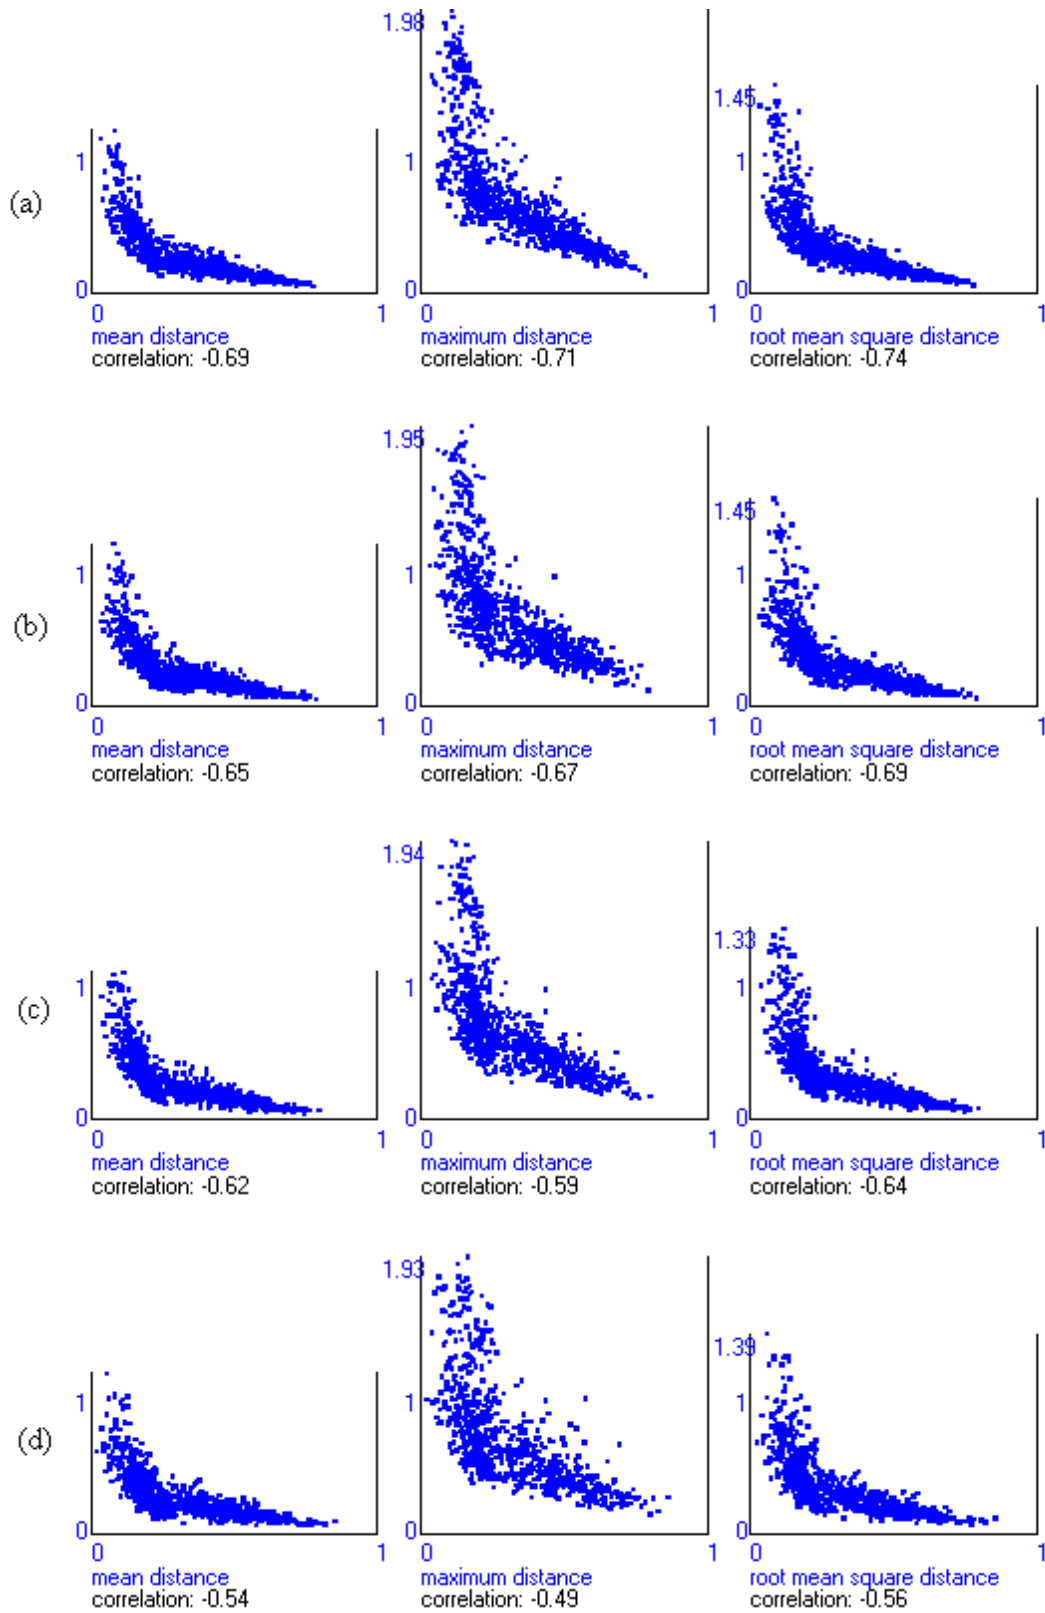 1.98
1.45
1
1
1
(a)
0
0
0
0
1
0
1
0
1
mean distance
maximum distance
root mean square distance
correlation: -0.69
correlation: -0.71
correlation: -0.74
1.95
1.45
1
1
1
(b)
0
0
0
0
1
0
1
0
1
mean distance
maximum distance
root mean square distance
correlation: -0.65
correlation: -0.67
correlation: -0.69
1.94
1.33
1
1
1
(c)
0
0
0
0
1
0
1
0
1
mean distance
maximum distance
root mean square distance
correlation: -0.62
correlation: -0.59
correlation: -0.64
1.93
1.39
1
1
1
(d)
0
0
0
0
1
0
1
0
1
mean distance
maximum distance
root mean square distance
correlation: -0.54
correlation: -0.49
correlation: -0.56